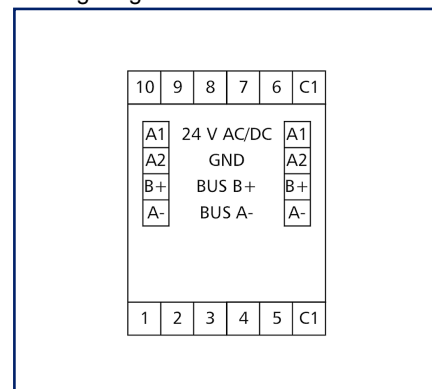 10 9 8 7 6 C1
A1 24 V AC/DC A1
A2 GND A2
B+ BUS B+ B+
A- BUS A- A-
1 2 3 4 5 C1